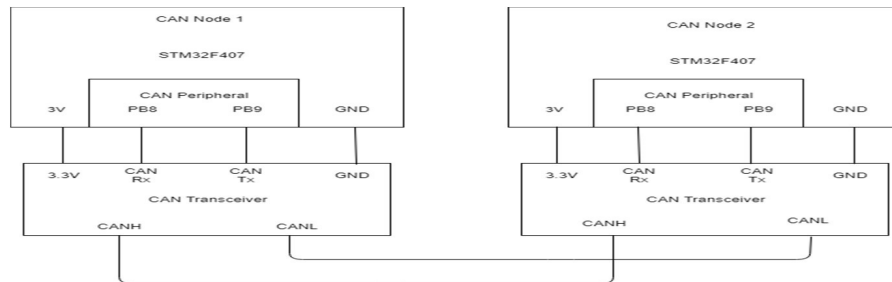 CAN Node 1
STM32F407
CAN Peripheral
3V PB8 PB9 GND
3.3V CAN Rx CAN Tx GND
CAN Transceiver
CANH CANL
CAN Node 2
STM32F407
CAN Peripheral
3V PB8 PB9 GND
3.3V CAN Rx CAN Tx GND
CAN Transceiver
CANH CANL